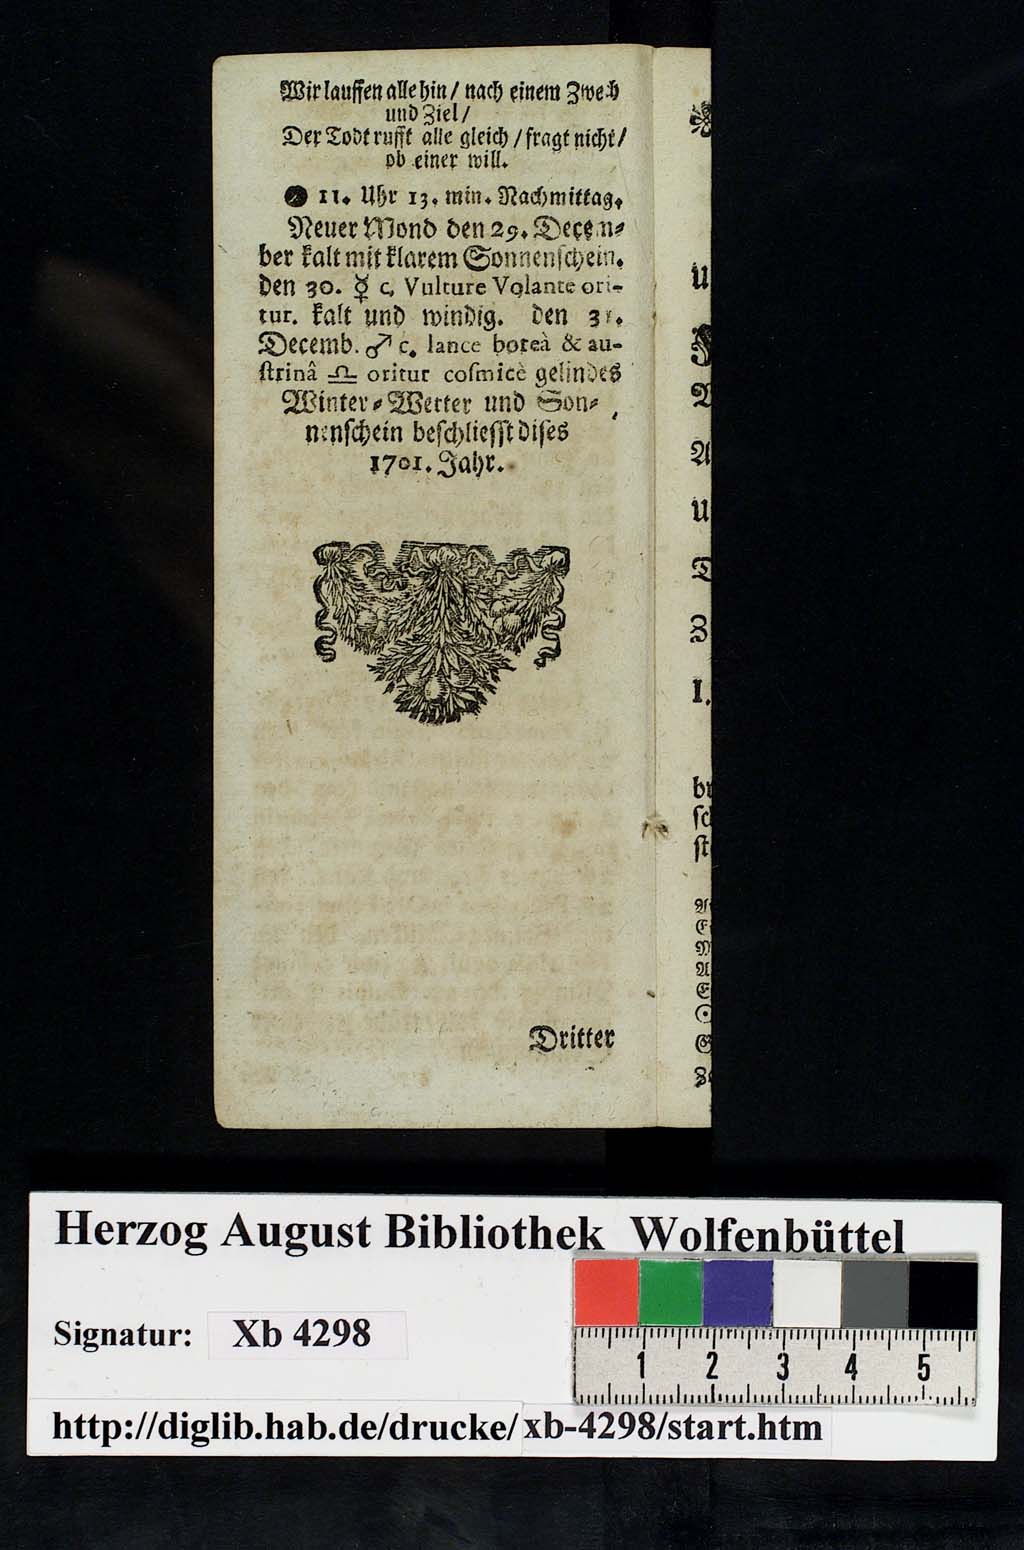 Wir lauffen alle hin / nach einem Zweck
und Ziel /
Der Todt rufft alle gleich / fragt nicht /
ob einer will.
● 11. Uhr 13. min. Nachmittag.
Neuer Mond den 29. Decem⸗
ber kalt mit klarem Sonnenschein.
den 30. ☿ c. Vulture Volante ori-
tur. kalt und windig. den 31.
Decemb. ♂ c. lance boreà & au-
ſtrinâ ♎ oritur coſmicè gelindes
Winter⸗Wetter und Son⸗
nenſchein beſchlieſſt diſes
1701. Jahr.
Dritter
U
A
U
D
Z
I.
br
ſc
ſt
E
M
A
E
☉
G
Herzog August Bibliothek Wolfenbüttel
Signatur: Xb 4298
1 2 3 4 5
http://diglib.hab.de/drucke/xb-4298/start.htm